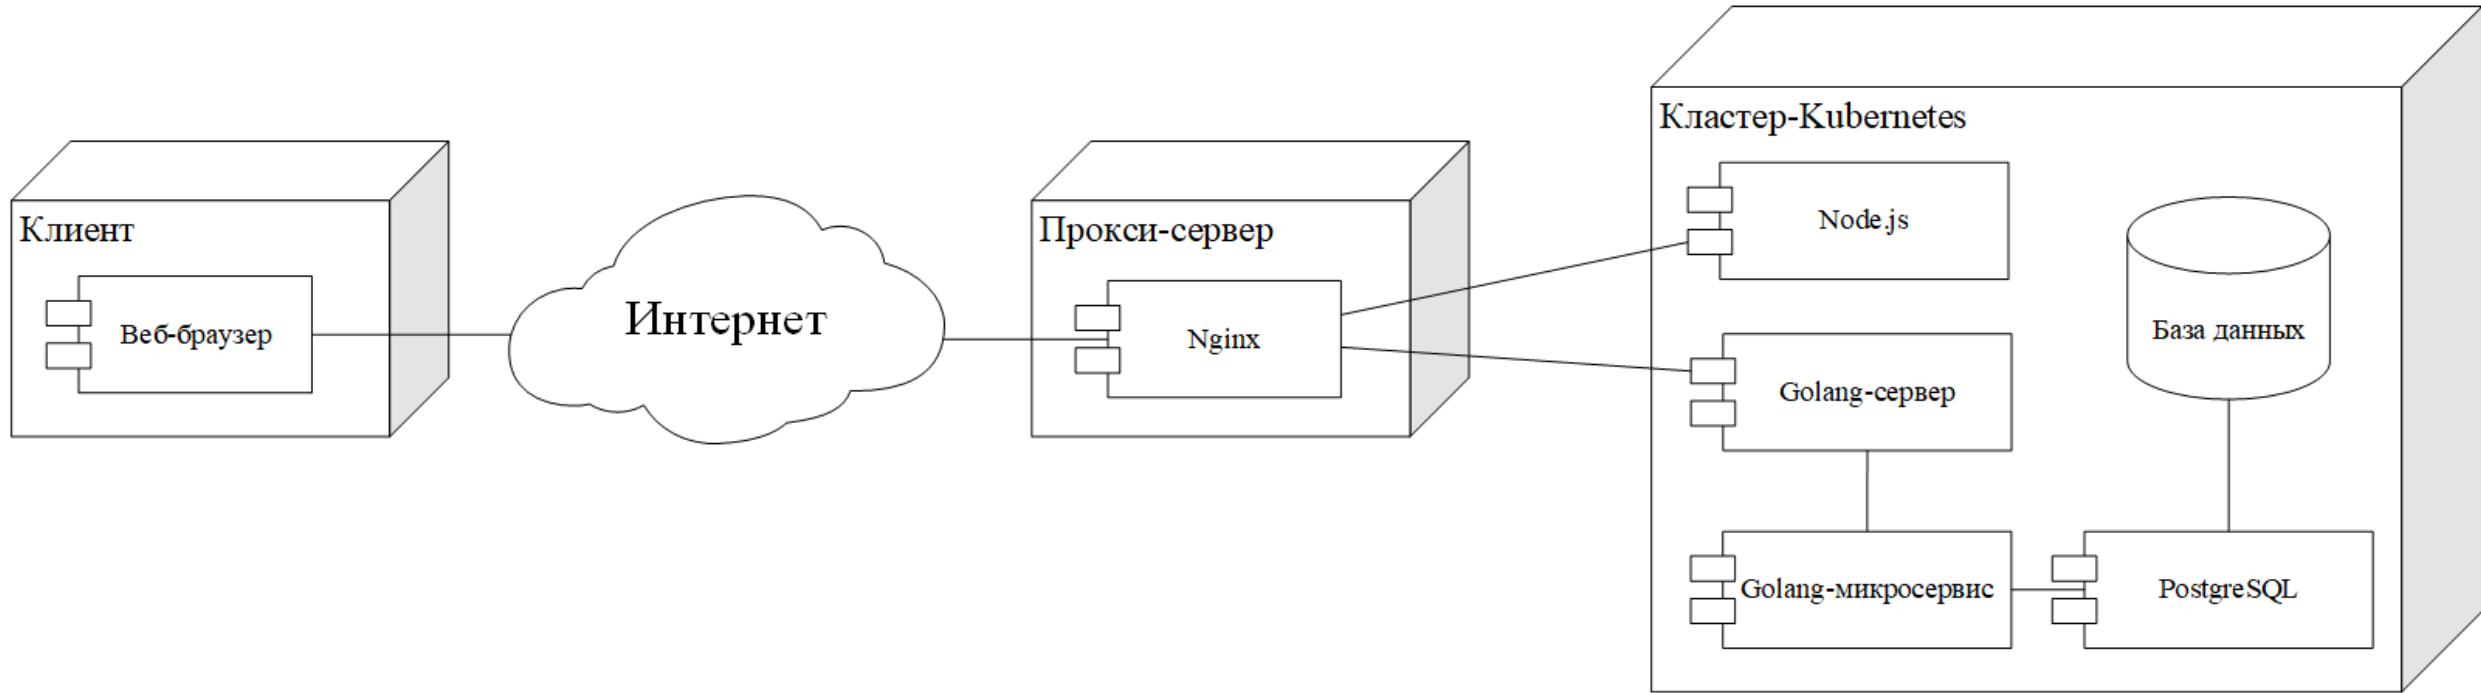 Клиент
Веб-браузер
Интернет
Прокси-сервер
Nginx
Кластер-Kubernetes
Node.js
Golang-сервер
База данных
Golang-микросервис
PostgreSQL